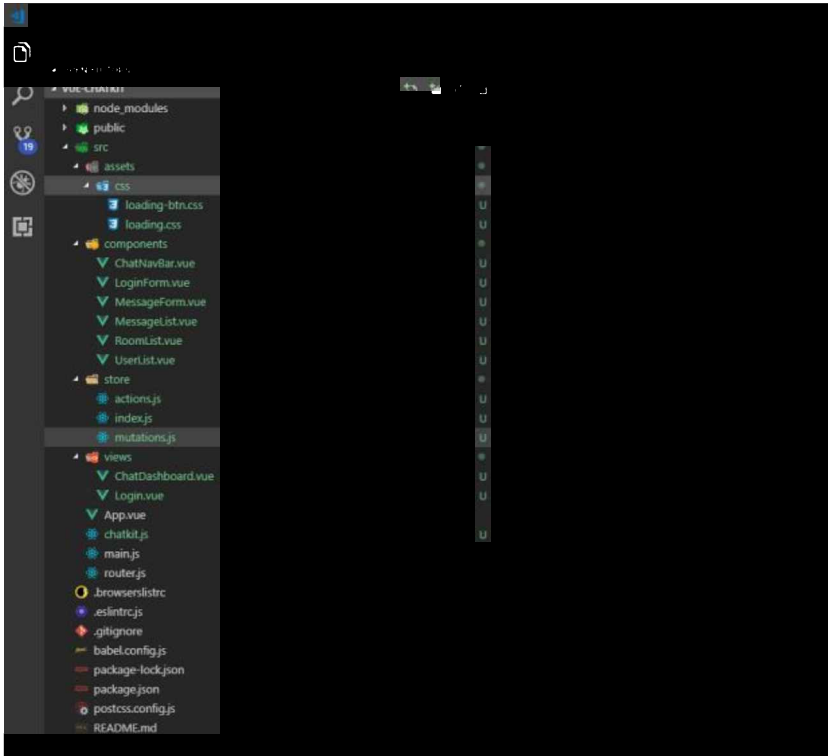 VUE-CHATKIT
node_modules
public
19
src
assets
css
loading-btn.css U
loading.css U
components
ChatNavBar.vue U
LoginForm.vue U
MessageForm.vue U
MessageList.vue U
RoomList.vue U
UserList.vue U
store
actions.js U
index.js U
mutations.js U
views
ChatDashboard.vue U
Login.vue U
App.vue
chatkit.js U
main.js
router.js
.browserslistrc
.eslintrc.js
.gitignore
babel.config.js
package-lock.json
package.json
postcss.config.js
README.md